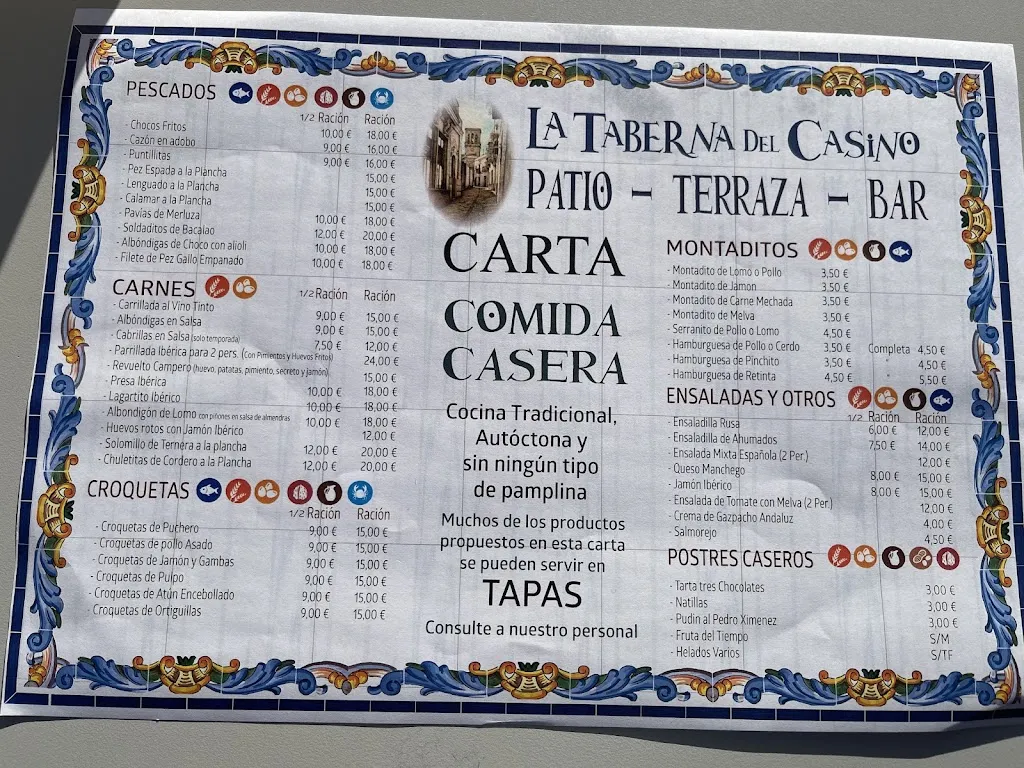 PESCADOS
1/2 Ración Ración
- Chocos Fritos 10,00 € 18,00 €
- Cazón en adobo 9,00 € 16,00 €
- Puntillitas 9,00 € 16,00 €
- Pez Espada a la Plancha 15,00 €
- Lenguado a la Plancha 15,00 €
- Calamar a la Plancha 15,00 €
- Pavías de Merluza 10,00 € 18,00 €
- Soldaditos de Bacalao 12,00 € 20,00 €
- Albóndigas de Choco con alioli 10,00 € 18,00 €
- Filete de Pez Gallo Empanado 10,00 € 18,00 €
CARNES
1/2 Ración Ración
- Carrillada al Vino Tinto 9,00 € 15,00 €
- Albóndigas en Salsa 9,00 € 15,00 €
- Cabrillas en Salsa (solo temporada) 7,50 € 12,00 €
- Parrillada Ibérica para 2 pers. (Con Pimientos y Huevos Fritos) 24,00 €
- Revuelto Campero (huevo, patatas, pimiento, secreto y jamón) 15,00 €
- Presa Ibérica 10,00 € 18,00 €
- Lagartito ibérico 10,00 € 18,00 €
- Albondigón de Lomo con piñones en salsa de almendras 10,00 € 18,00 €
- Huevos rotos con Jamón Ibérico 12,00 €
- Solomillo de Ternera a la plancha 12,00 € 20,00 €
- Chuletitas de Cordero a la Plancha 12,00 € 20,00 €
CROQUETAS
1/2 Ración Ración
- Croquetas de Puchero 9,00 € 15,00 €
- Croquetas de pollo Asado 9,00 € 15,00 €
- Croquetas de Jamón y Gambas 9,00 € 15,00 €
- Croquetas de Pulpo 9,00 € 15,00 €
- Croquetas de Atún Encebollado 9,00 € 15,00 €
- Croquetas de Ortiguillas 9,00 € 15,00 €
LA TABERNA DEL CASINO
PATIO - TERRAZA - BAR
CARTA
COMIDA
CASERA
Cocina Tradicional,
Autóctona y
sin ningún tipo
de pamplina
Muchos de los productos
propuestos en esta carta
se pueden servir en
TAPAS
Consulte a nuestro personal
MONTADITOS
- Montadito de Lomo o Pollo 3,50 €
- Montadito de Jamon 3,50 €
- Montadito de Carne Mechada 3,50 €
- Montadito de Melva 3,50 €
- Serranito de Pollo o Lomo 4,50 €
- Hamburguesa de Pollo o Cerdo 3,50 € Completa 4,50 €
- Hamburguesa de Pinchito 3,50 € 4,50 €
- Hamburguesa de Retinta 4,50 € 5,50 €
ENSALADAS Y OTROS
1/2 Ración Ración
- Ensaladilla Rusa 6,00 € 12,00 €
- Ensaladilla de Ahumados 7,50 € 14,00 €
- Ensalada Mixta Española (2 Per.) 12,00 €
- Queso Manchego 8,00 € 15,00 €
- Jamón Ibérico 8,00 € 15,00 €
- Ensalada de Tomate con Melva (2 Per.) 12,00 €
- Crema de Gazpacho Andaluz 4,00 €
- Salmorejo 4,50 €
POSTRES CASEROS
- Tarta tres Chocolates 3,00 €
- Natillas 3,00 €
- Pudin al Pedro Ximenez 3,00 €
- Fruta del Tiempo S/M
- Helados Varios S/TF